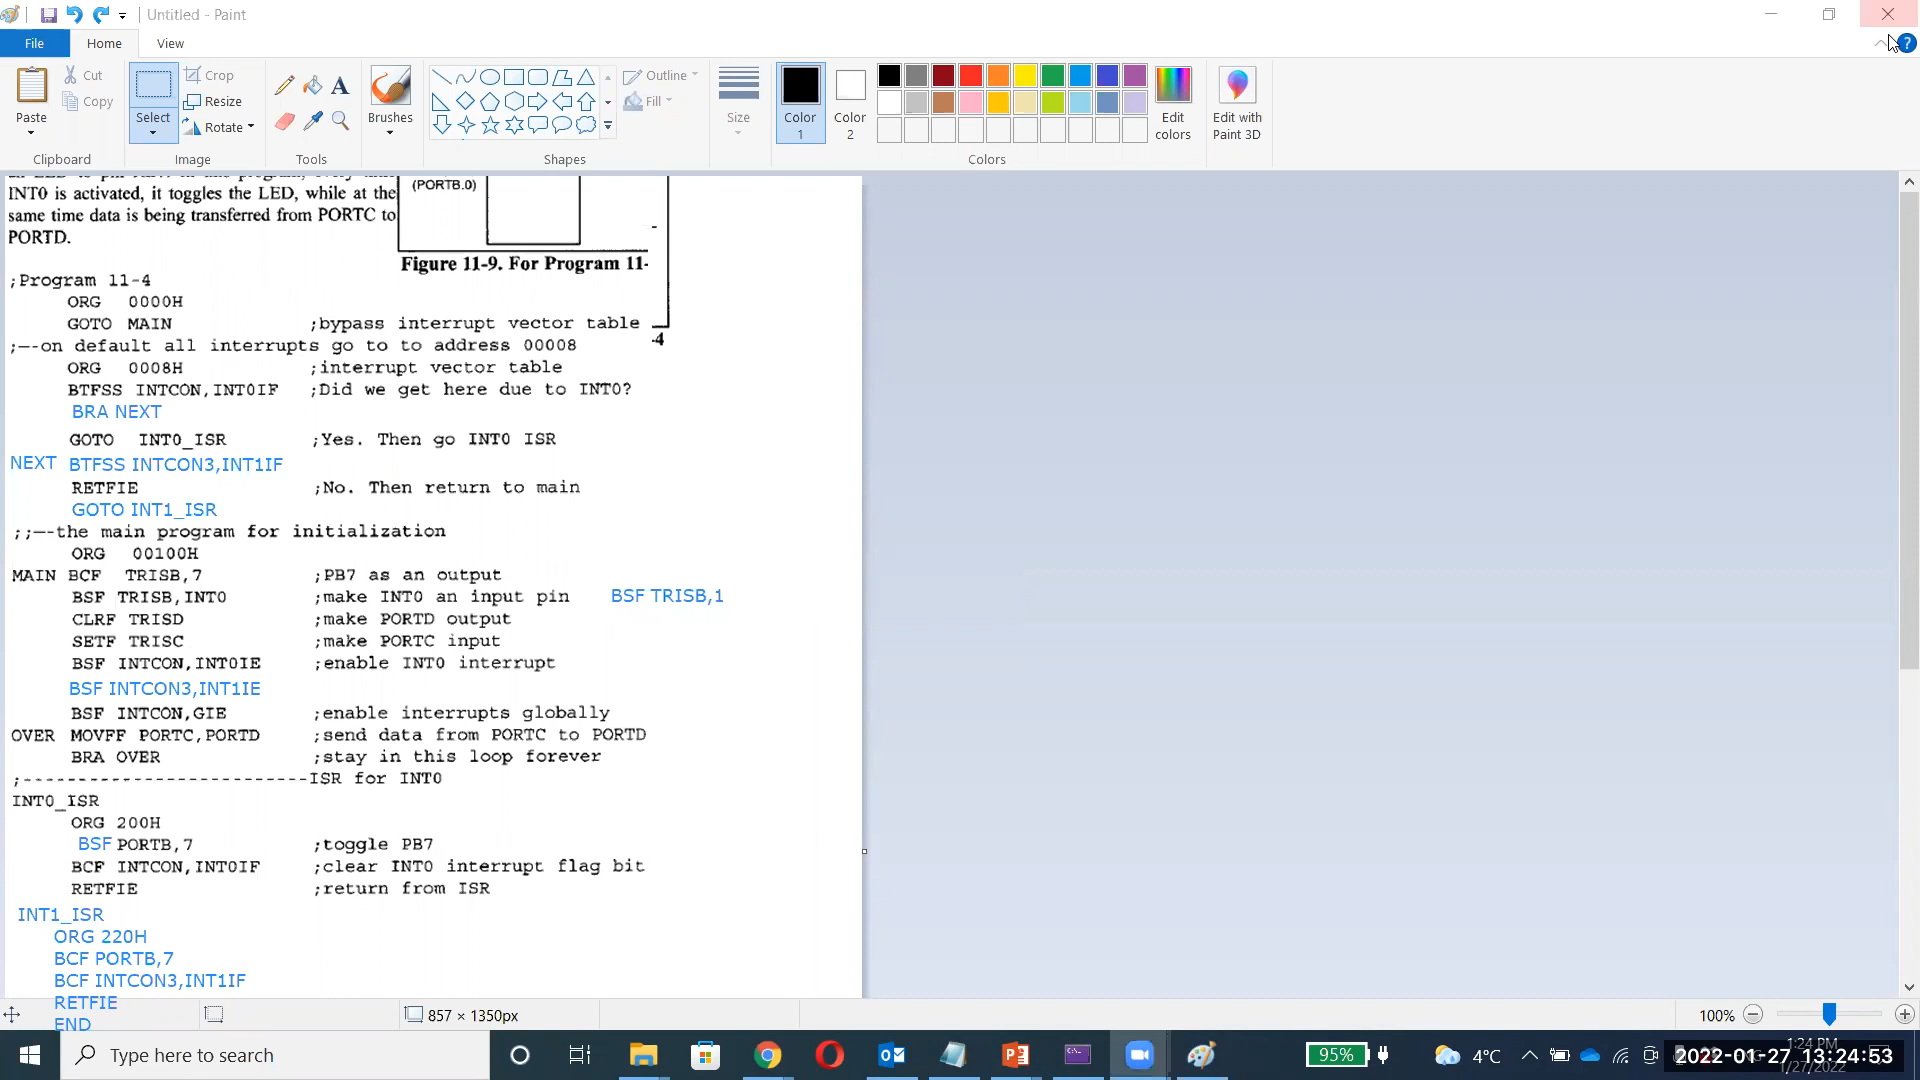 Untitled - Paint
File Home View
Paste Cut Copy
Select Crop Resize Rotate
Brushes
Outline Fill
Size
Color 1
Color 2
Edit colors
Edit with Paint 3D
Clipboard Image Tools Shapes Colors
INT0 is activated, it toggles the LED, while at the
same time data is being transferred from PORTC to
PORTD.
(PORTB.0)
Figure 11-9. For Program 11-
-4
;Program 11-4
ORG 0000H
GOTO MAIN ;bypass interrupt vector table
;--on default all interrupts go to to address 00008
ORG 0008H ;interrupt vector table
BTFSS INTCON,INT0IF ;Did we get here due to INT0?
BRA NEXT
GOTO INT0_ISR ;Yes. Then go INT0 ISR
NEXT BTFSS INTCON3,INT1IF
RETFIE ;No. Then return to main
GOTO INT1_ISR
;;--the main program for initialization
ORG 00100H
MAIN BCF TRISB,7 ;PB7 as an output
BSF TRISB,INT0 ;make INT0 an input pin BSF TRISB,1
CLRF TRISD ;make PORTD output
SETF TRISC ;make PORTC input
BSF INTCON,INT0IE ;enable INT0 interrupt
BSF INTCON3,INT1IE
BSF INTCON,GIE ;enable interrupts globally
OVER MOVFF PORTC,PORTD ;send data from PORTC to PORTD
BRA OVER ;stay in this loop forever
;--------------------------ISR for INT0
INT0_ISR
ORG 200H
BSF PORTB,7 ;toggle PB7
BCF INTCON,INT0IF ;clear INT0 interrupt flag bit
RETFIE ;return from ISR
INT1_ISR
ORG 220H
BCF PORTB,7
BCF INTCON3,INT1IF
RETFIE
END
857 × 1350px
100%
Type here to search
95%
4°C
1:24 PM
1/27/2022
2022-01-27 13:24:53